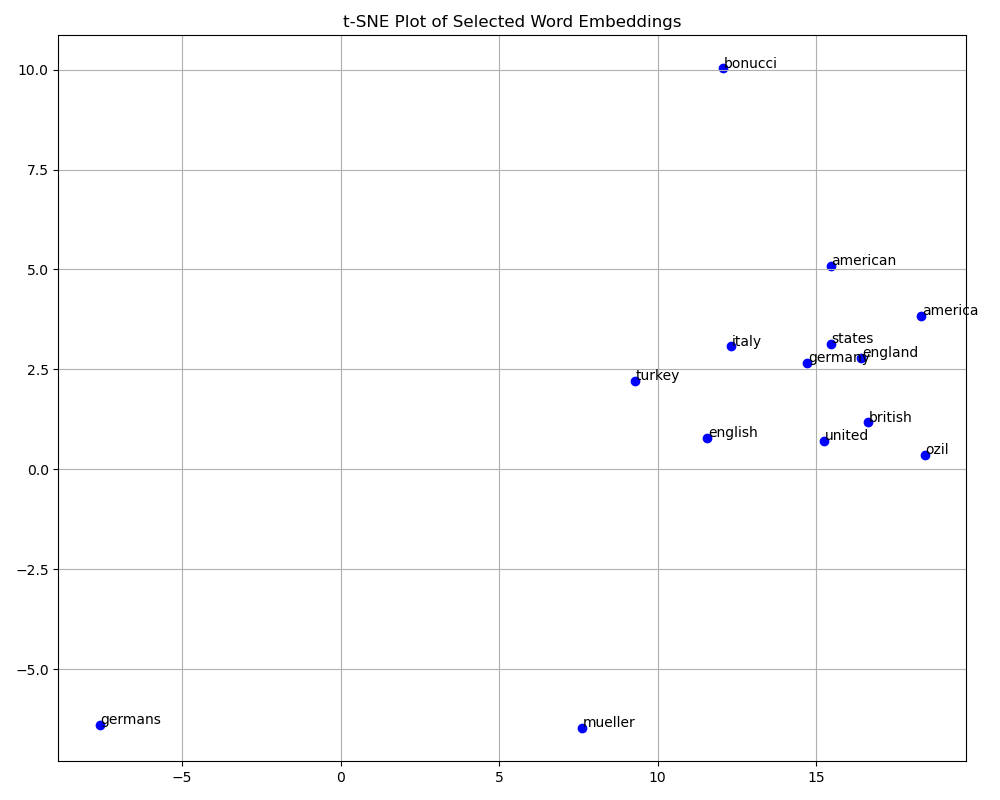 t-SNE Plot of Selected Word Embeddings
10.0
bonucci
7.5
american
5.0
america
states
italy
england
germany
2.5
turkey
british
english
united
ozil
0.0
−2.5
−5.0
germans
mueller
−5
0
5
10
15